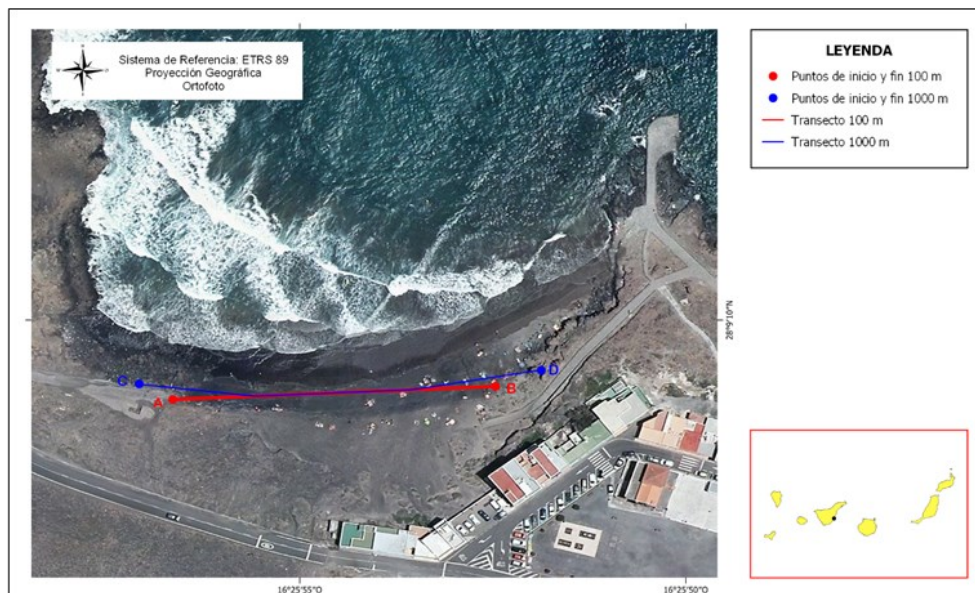 Sistema de Referencia: ETRS 89
Proyección Geográfica
Ortofoto
LEYENDA
Puntos de inicio y fin 100 m
Puntos de inicio y fin 1000 m
Transecto 100 m
Transecto 1000 m
28°9'10"N
C
D
A
B
16°25'55"O
16°25'50"O